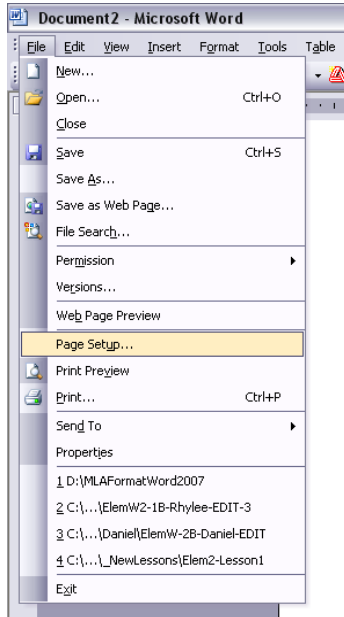 Document2 - Microsoft Word
File Edit View Insert Format Tools Table
New...
Open... Ctrl+O
Close
Save Ctrl+S
Save As...
Save as Web Page...
File Search...
Permission
Versions...
Web Page Preview
Page Setup...
Print Preview
Print... Ctrl+P
Send To
Properties
1 D:\MLAFormatWord2007
2 C:\...\ElemW2-1B-Rhylee-EDIT-3
3 C:\...\Daniel\ElemW-2B-Daniel-EDIT
4 C:\...\_NewLessons\Elem2-Lesson1
Exit